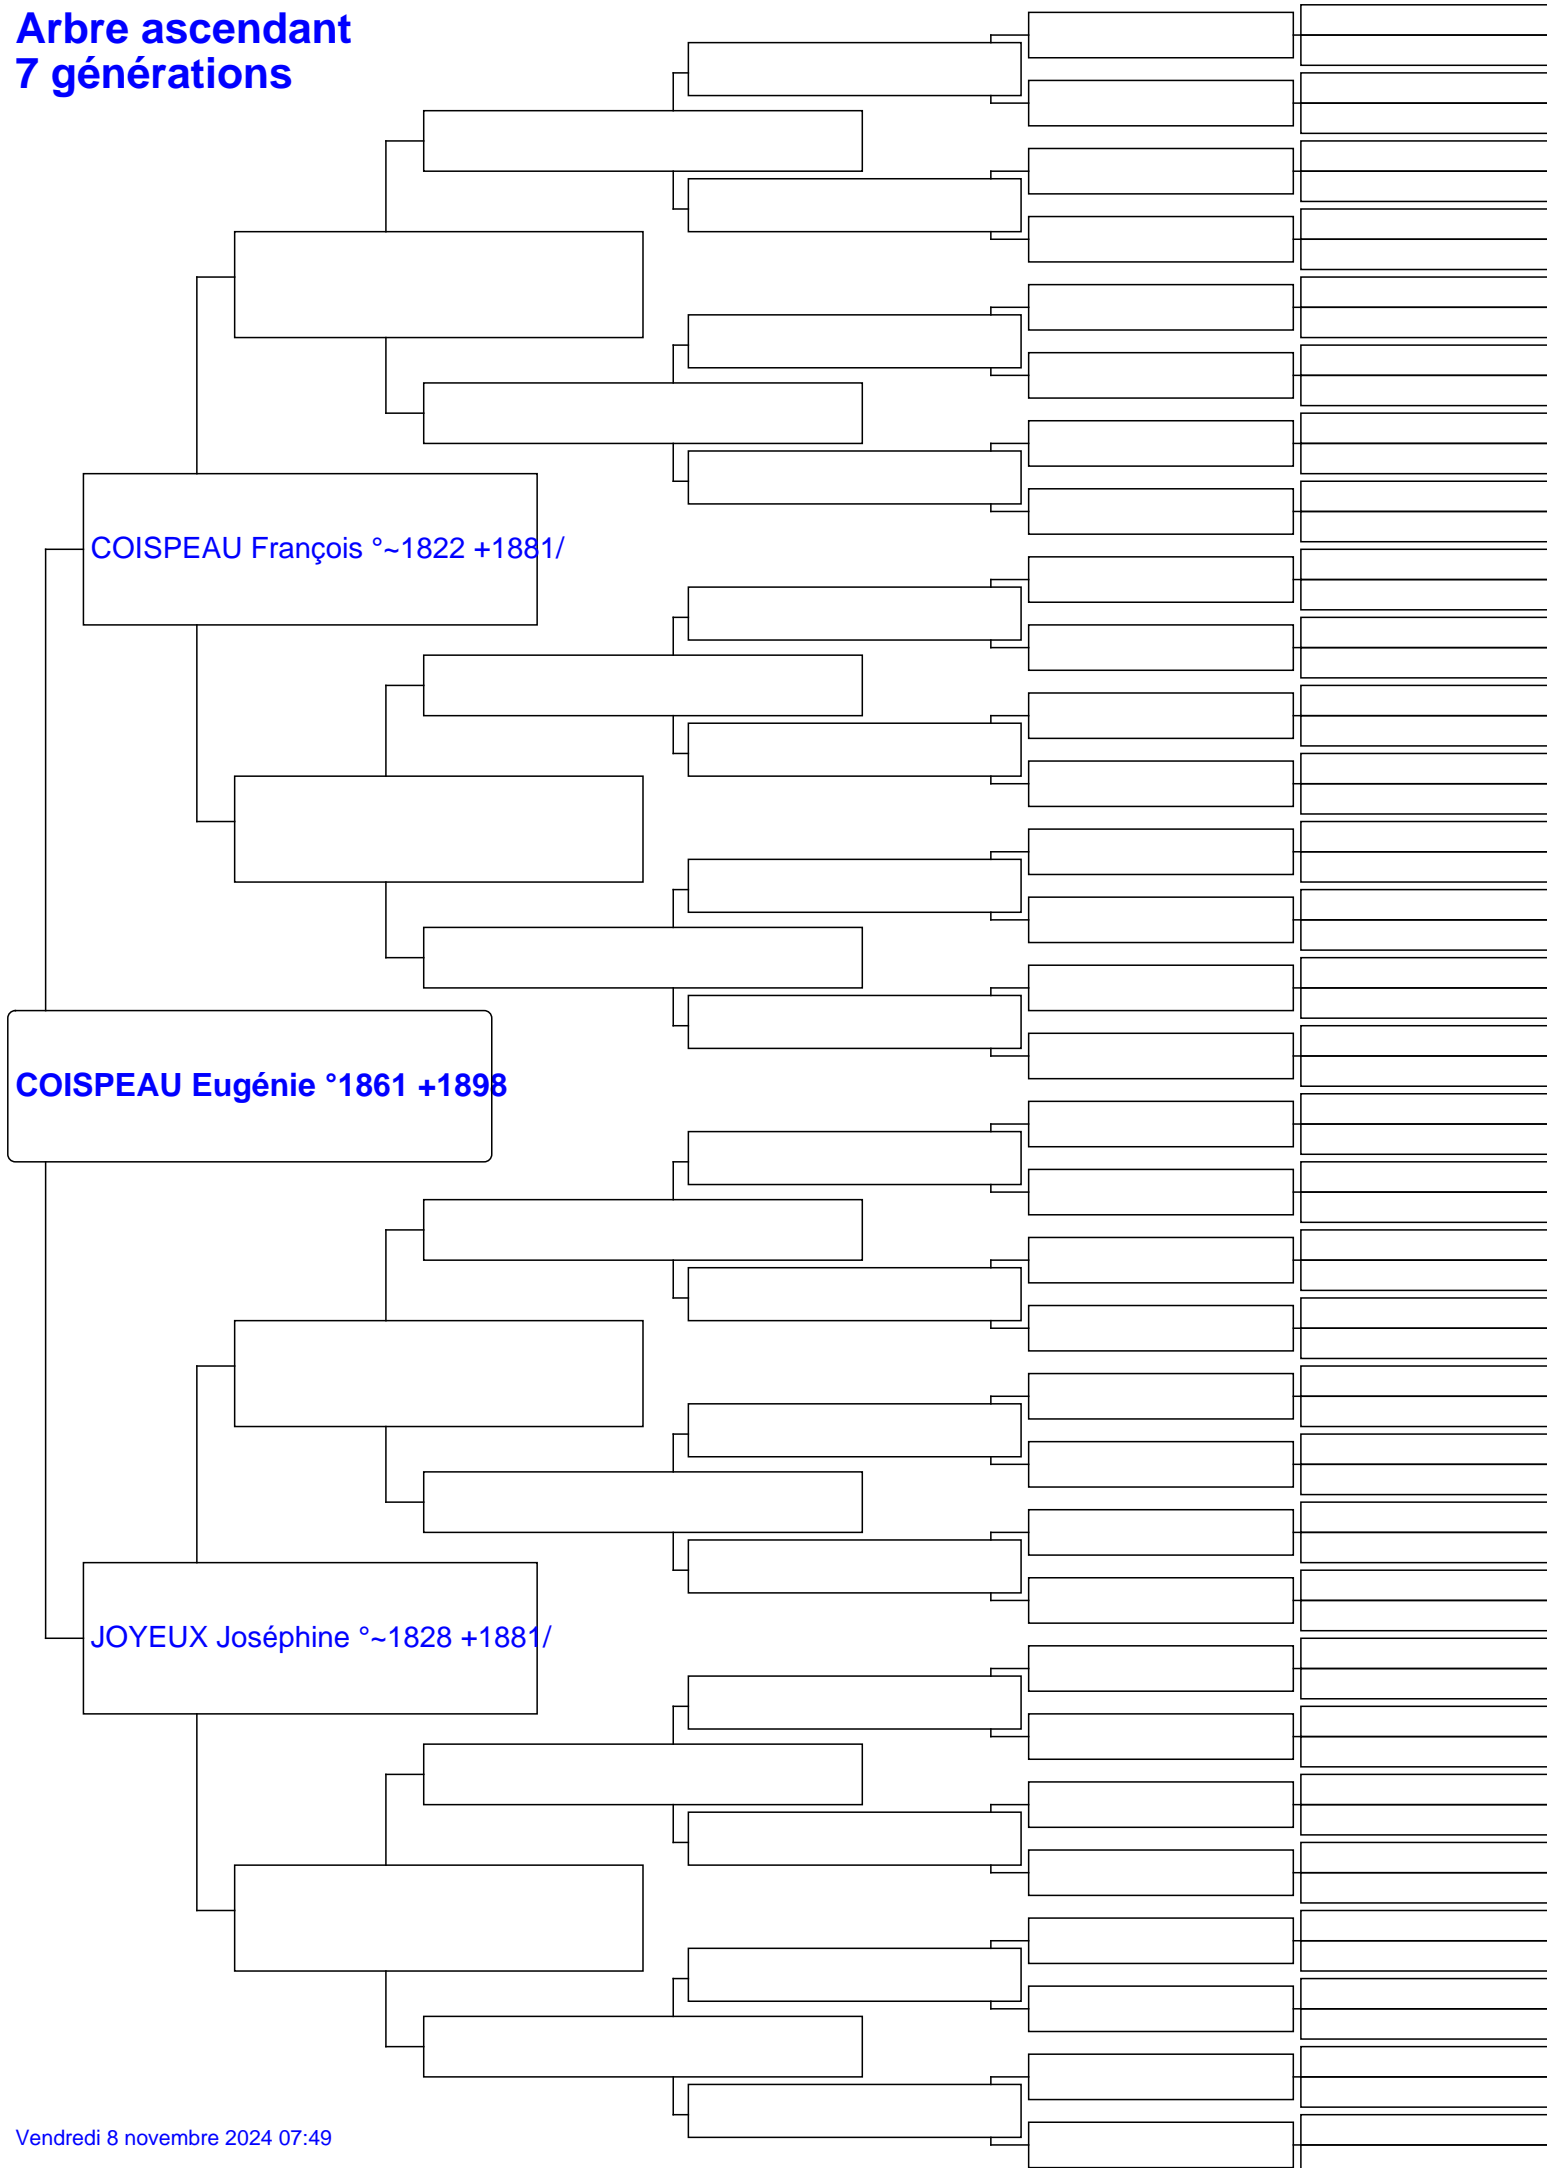 Arbre ascendant
7 générations
COISPEAU François °~1822 +1881/
COISPEAU Eugénie °1861 +1898
JOYEUX Joséphine °~1828 +1881/
Vendredi 8 novembre 2024 07:49